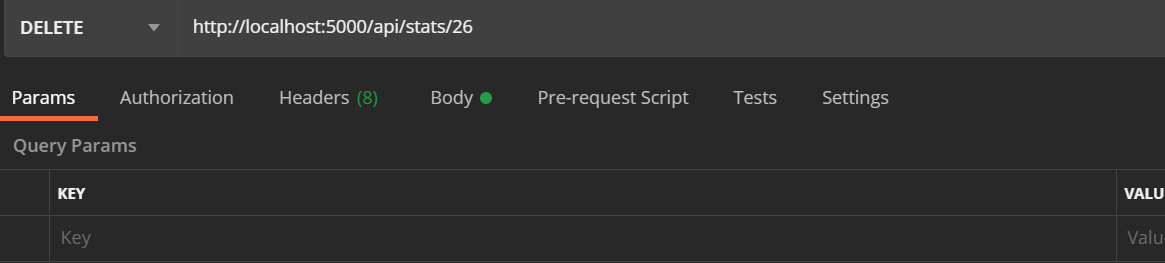 DELETE http://localhost:5000/api/stats/26
Params Authorization Headers (8) Body Pre-request Script Tests Settings
Query Params
KEY VALU
Key Valu